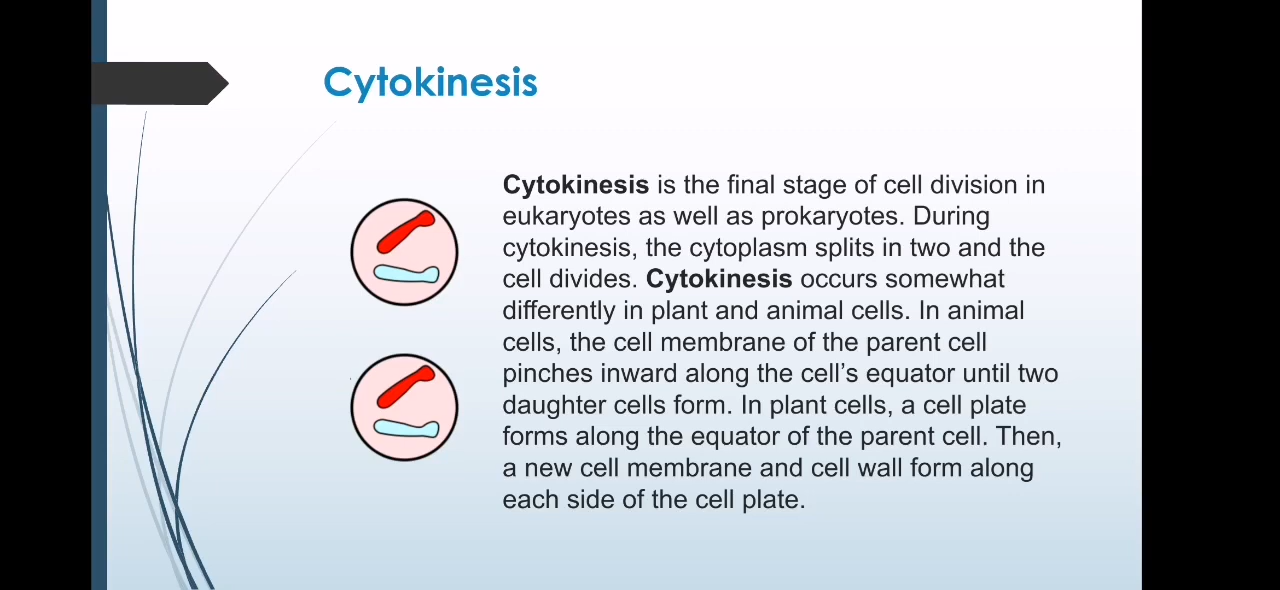 Cytokinesis
Cytokinesis is the final stage of cell division in
eukaryotes as well as prokaryotes. During
cytokinesis, the cytoplasm splits in two and the
cell divides. Cytokinesis occurs somewhat
differently in plant and animal cells. In animal
cells, the cell membrane of the parent cell
pinches inward along the cell’s equator until two
daughter cells form. In plant cells, a cell plate
forms along the equator of the parent cell. Then,
a new cell membrane and cell wall form along
each side of the cell plate.